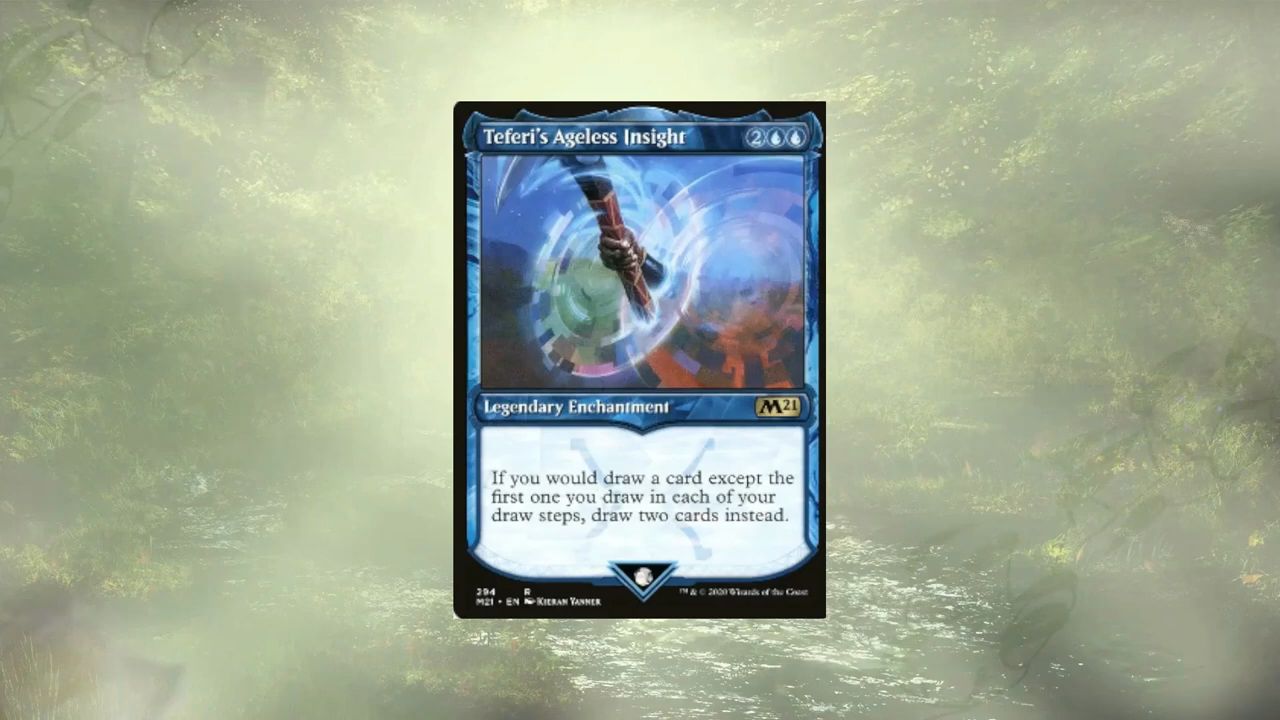 Teferi's Ageless Insight 2
Legendary Enchantment M21
If you would draw a card except the
first one you draw in each of your
draw steps, draw two cards instead.
294 R
M21 • EN Kieran Yanner
™ & © 2020 Wizards of the Coast